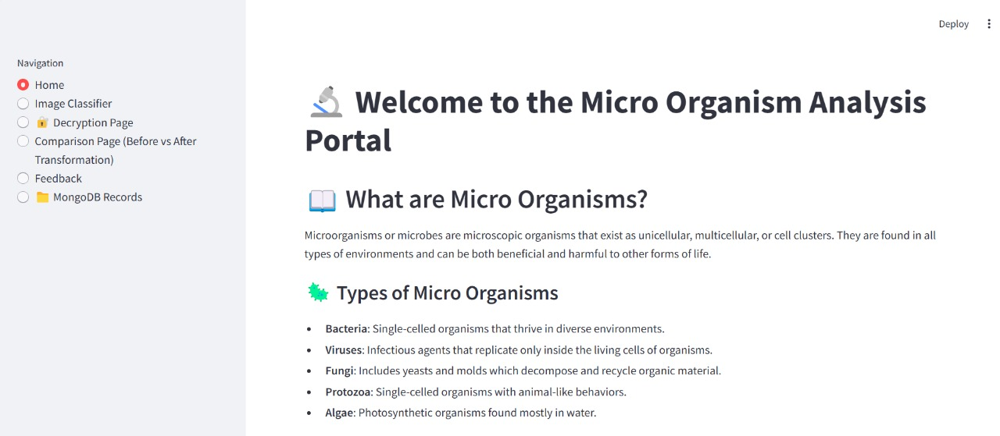 Deploy
Navigation
Home
Image Classifier
Decryption Page
Comparison Page (Before vs After
Transformation)
Feedback
MongoDB Records
Welcome to the Micro Organism Analysis
Portal
What are Micro Organisms?
Microorganisms or microbes are microscopic organisms that exist as unicellular, multicellular, or cell clusters. They are found in all
types of environments and can be both beneficial and harmful to other forms of life.
Types of Micro Organisms
• Bacteria: Single-celled organisms that thrive in diverse environments.
• Viruses: Infectious agents that replicate only inside the living cells of organisms.
• Fungi: Includes yeasts and molds which decompose and recycle organic material.
• Protozoa: Single-celled organisms with animal-like behaviors.
• Algae: Photosynthetic organisms found mostly in water.